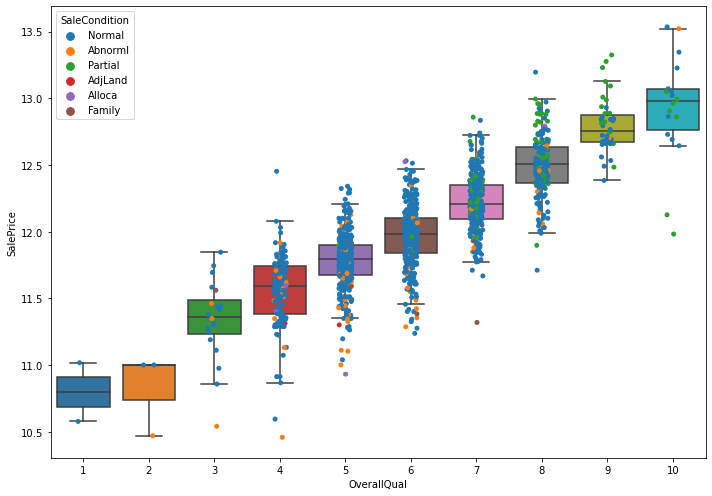 SaleCondition
Normal
Abnorml
Partial
AdjLand
Alloca
Family
SalePrice
13.5
13.0
12.5
12.0
11.5
11.0
10.5
1 2 3 4 5 6 7 8 9 10
OverallQual